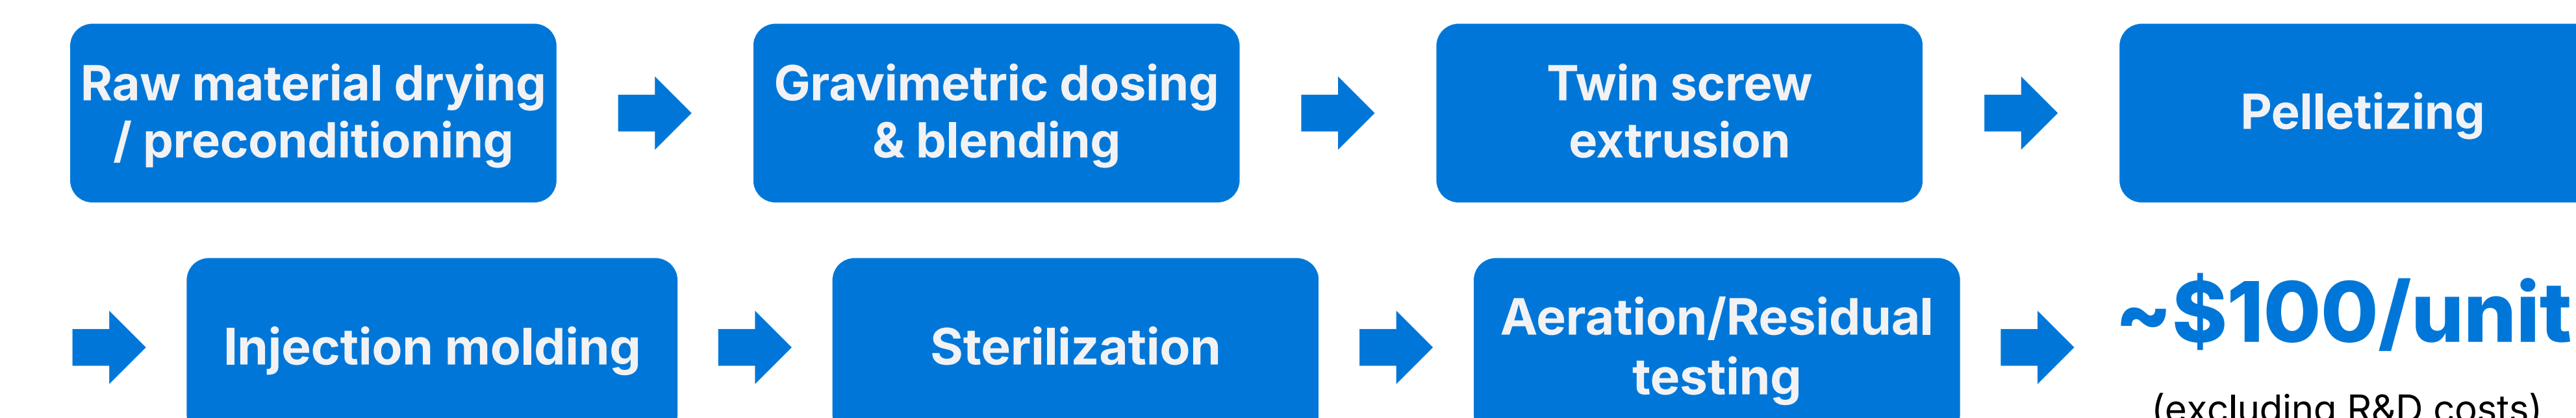 Raw material drying
/ preconditioning
Gravimetric dosing
& blending
Twin screw
extrusion
Pelletizing
Injection molding
Sterilization
Aeration/Residual
testing
~$100/unit
(excluding R&D costs)